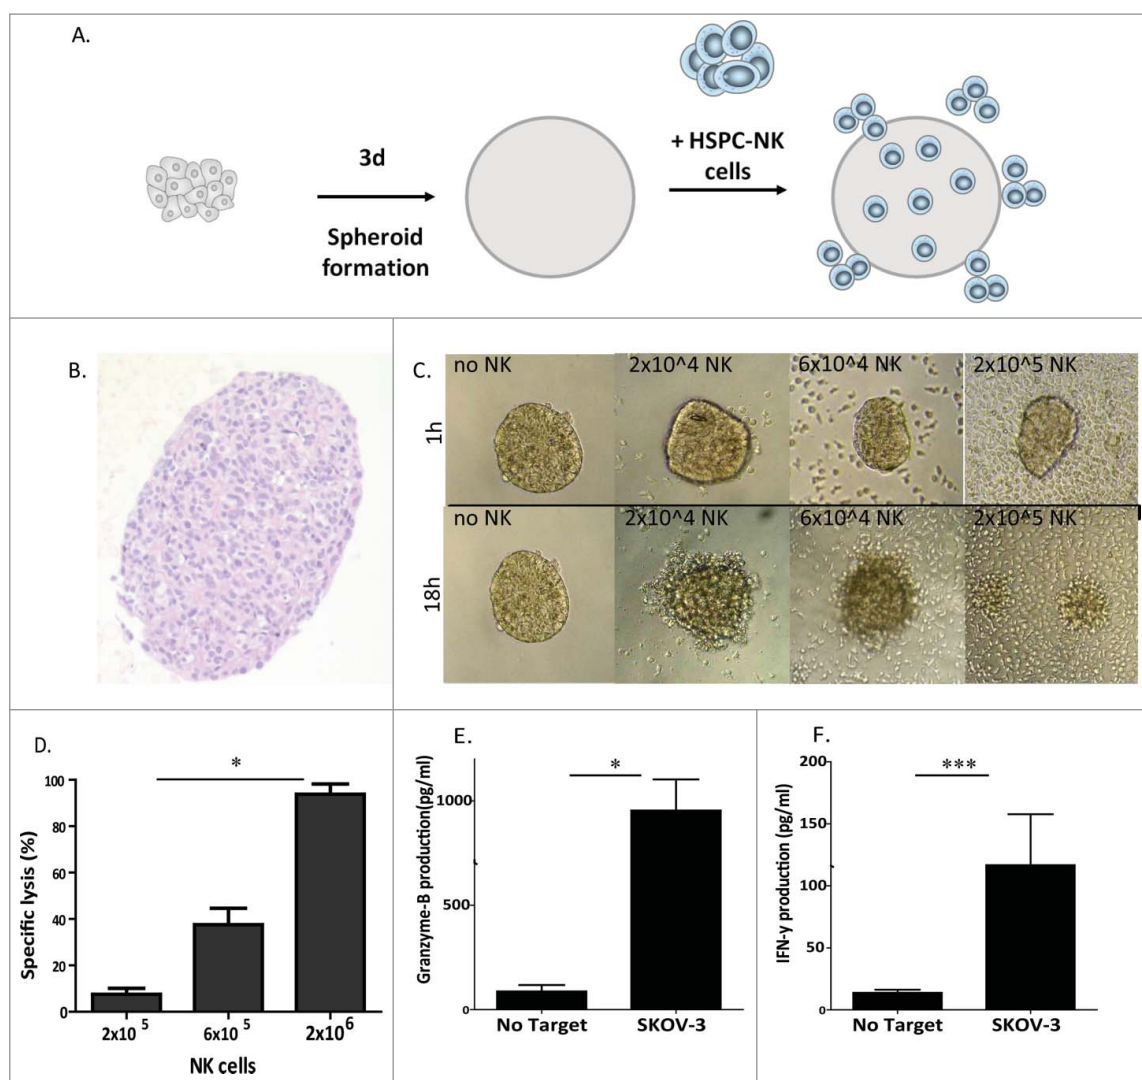 A.
3d
Spheroid
formation
+ HSPC-NK
cells
B.
C.
no NK
2x10^4 NK
6x10^4 NK
2x10^5 NK
1h
no NK
2x10^4 NK
6x10^4 NK
2x10^5 NK
18h
D.
*
Specific lysis (%)
100
80
60
40
20
0
2x10 5
6x10 5
2x10 6
NK cells
E.
*
Granzyme-B production(pg/ml)
1000
500
0
No Target
SKOV-3
F.
***
IFN-y production (pg/ml)
200
150
100
50
0
No Target
SKOV-3